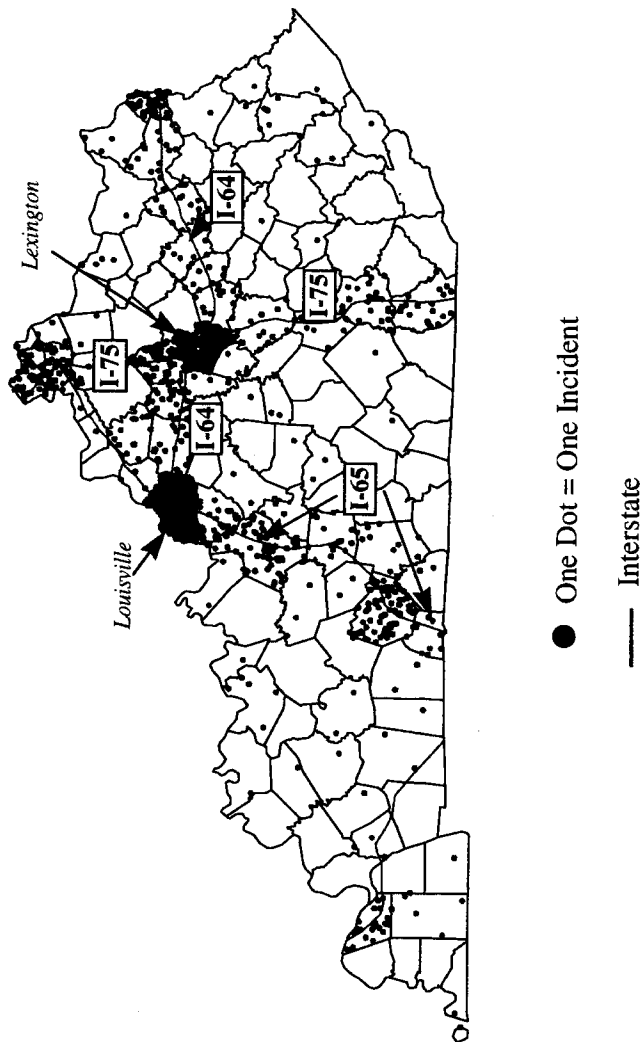 Lexington
Louisville
I-75
I-64
I-64
I-75
I-65
One Dot = One Incident
Interstate